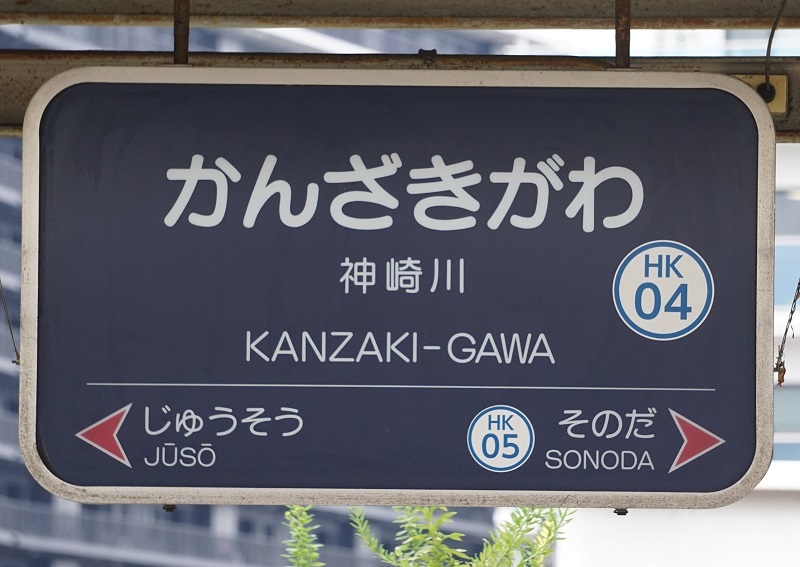 かんざきがわ
神崎川
HK
04
KANZAKI-GAWA
じゅうそう
JŪSŌ
HK
05
そのだ
SONODA